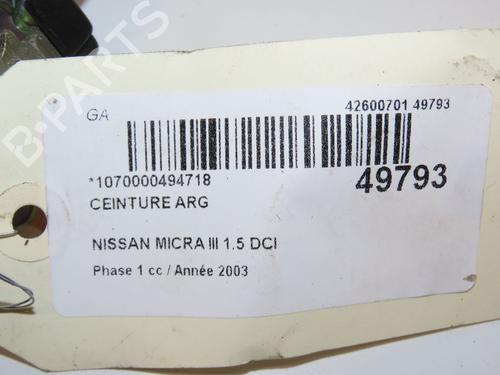 GA
42600701 49793
*1070000494718
49793
CEINTURE ARG
NISSAN MICRA III 1.5 DCI
Phase 1 cc / Année 2003
B-PARTS